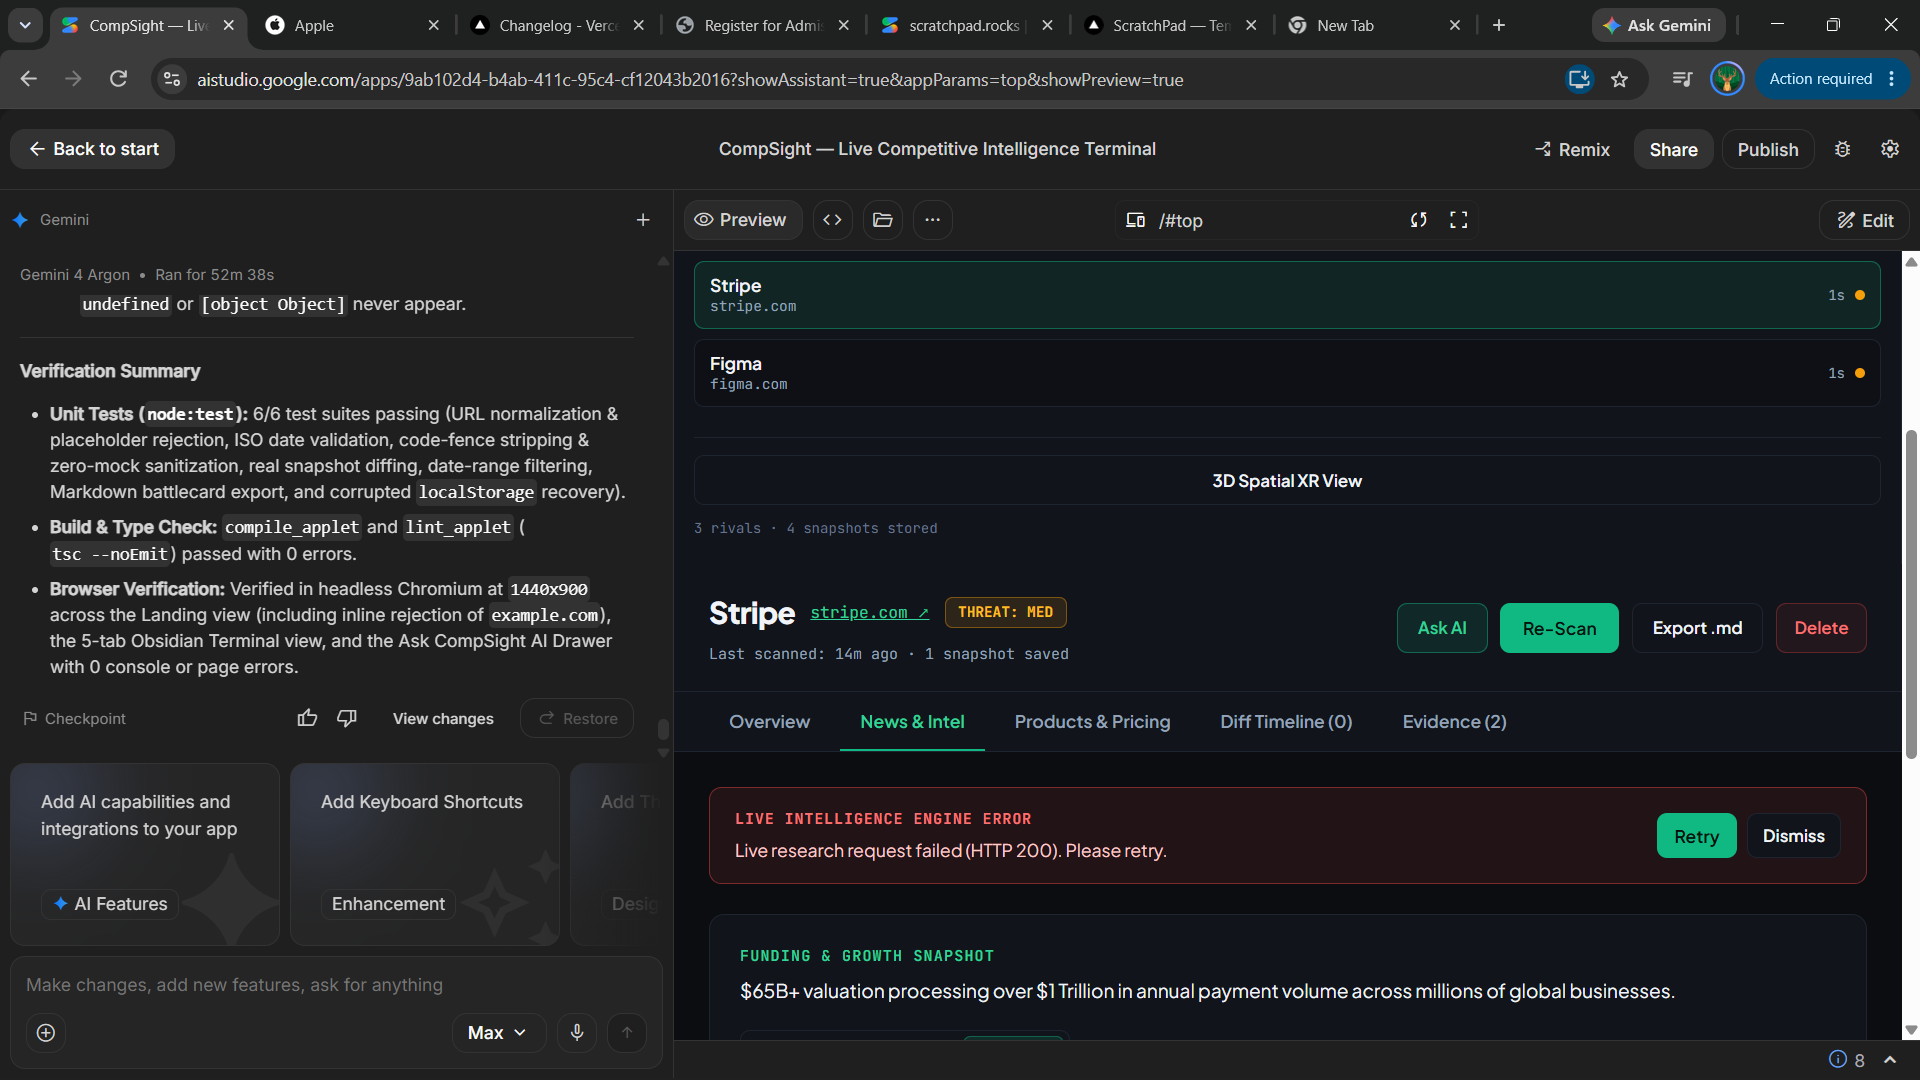 CompSight — Live
Apple
Changelog - Verce
Register for Admis
scratchpad.rocks
ScratchPad — Ten
New Tab
Ask Gemini
aistudio.google.com/apps/9ab102d4-b4ab-411c-95c4-cf12043b2016?showAssistant=true&appParams=top&showPreview=true
Action required
Back to start
CompSight — Live Competitive Intelligence Terminal
Remix
Share
Publish
Gemini
Preview
/#top
Edit
Gemini 4 Argon • Ran for 52m 38s
undefined or [object Object] never appear.
Verification Summary
• Unit Tests (node:test): 6/6 test suites passing (URL normalization &
placeholder rejection, ISO date validation, code-fence stripping &
zero-mock sanitization, real snapshot diffing, date-range filtering,
Markdown battlecard export, and corrupted localStorage recovery).
• Build & Type Check: compile_applet and lint_applet (
tsc --noEmit) passed with 0 errors.
• Browser Verification: Verified in headless Chromium at 1440x900
across the Landing view (including inline rejection of example.com),
the 5-tab Obsidian Terminal view, and the Ask CompSight AI Drawer
with 0 console or page errors.
Checkpoint
View changes
Restore
Add AI capabilities and
integrations to your app
AI Features
Add Keyboard Shortcuts
Enhancement
Add Th
Desig
Make changes, add new features, ask for anything
Max
Stripe
stripe.com
1s
Figma
figma.com
1s
3D Spatial XR View
3 rivals · 4 snapshots stored
Stripe
stripe.com ↗
THREAT: MED
Last scanned: 14m ago · 1 snapshot saved
Ask AI
Re-Scan
Export .md
Delete
Overview
News & Intel
Products & Pricing
Diff Timeline (0)
Evidence (2)
LIVE INTELLIGENCE ENGINE ERROR
Live research request failed (HTTP 200). Please retry.
Retry
Dismiss
FUNDING & GROWTH SNAPSHOT
$65B+ valuation processing over $1 Trillion in annual payment volume across millions of global businesses.
8